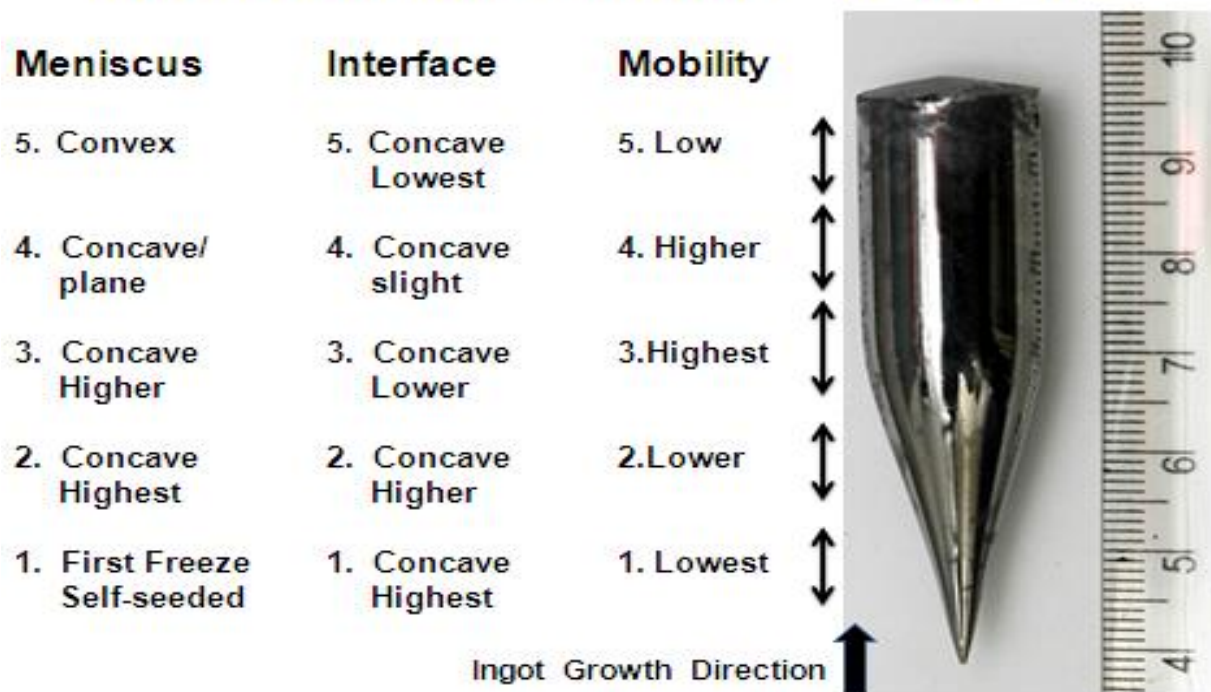 Meniscus Interface Mobility
5. Convex 5. Concave Lowest 5. Low
4. Concave/ plane 4. Concave slight 4. Higher
3. Concave Higher 3. Concave Lower 3.Highest
2. Concave Highest 2. Concave Higher 2.Lower
1. First Freeze Self-seeded 1. Concave Highest 1. Lowest
Ingot Growth Direction
10
9
8
7
6
5
4